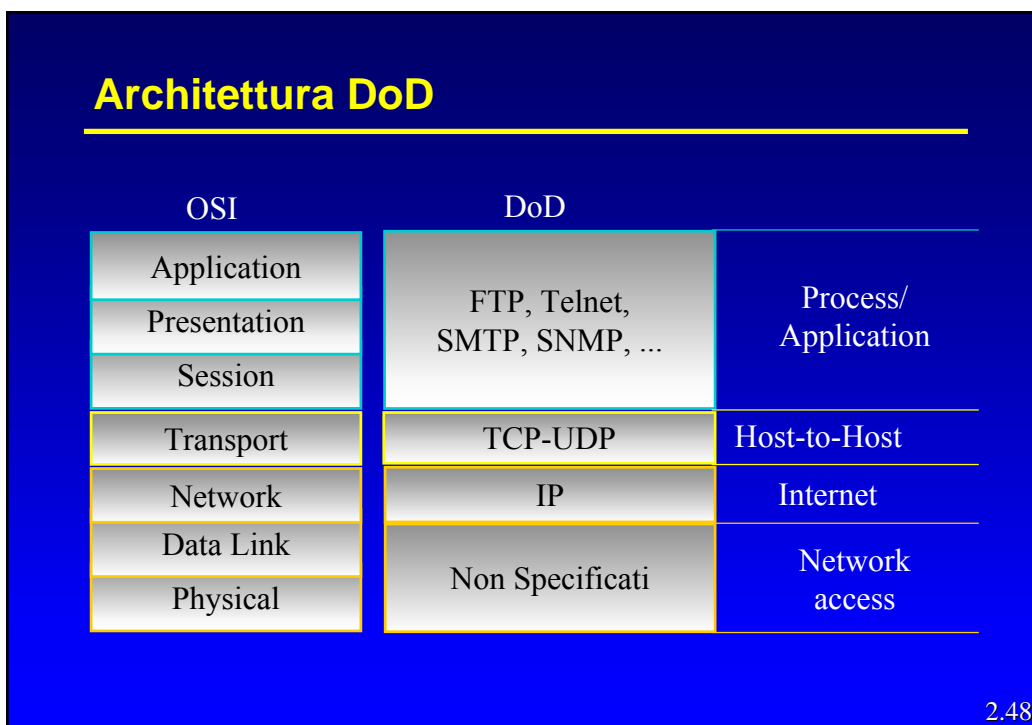 Architettura DoD
OSI
DoD
Application
Presentation
Session
FTP, Telnet,
SMTP, SNMP, ...
Process/
Application
Transport
TCP-UDP
Host-to-Host
Network
IP
Internet
Data Link
Physical
Non Specificati
Network
access
2.48